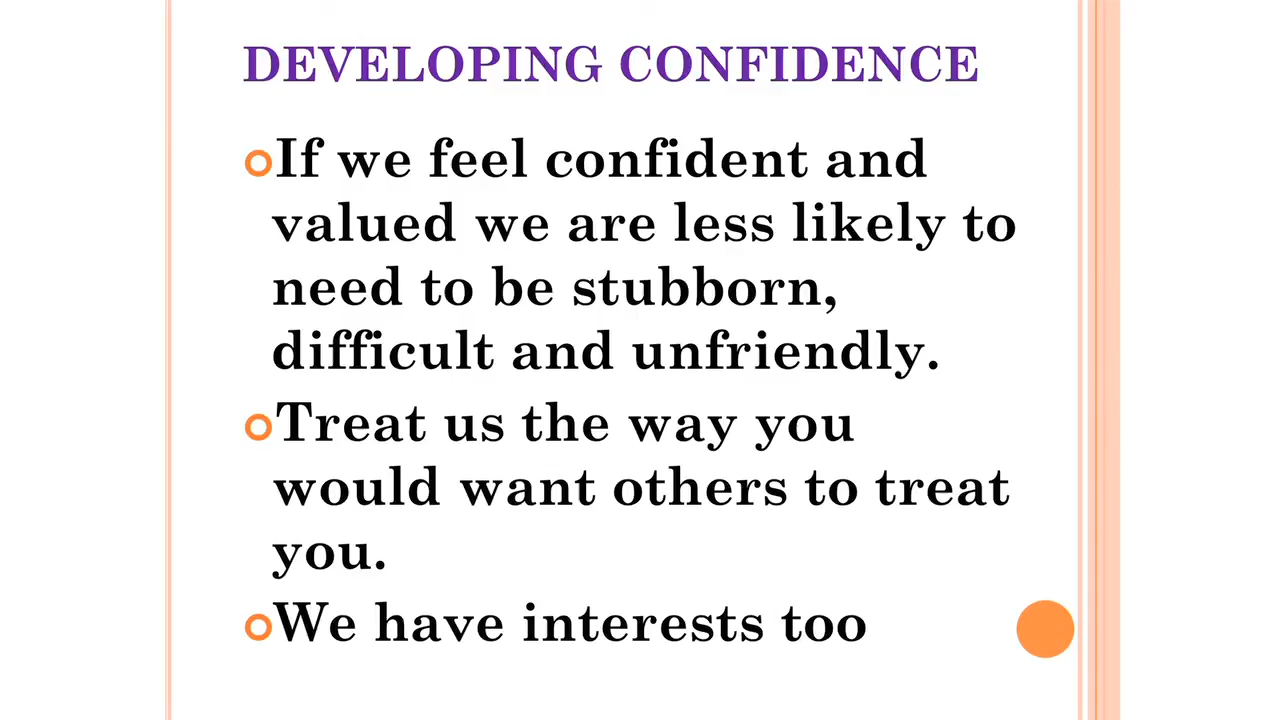 DEVELOPING CONFIDENCE
If we feel confident and
valued we are less likely to
need to be stubborn,
difficult and unfriendly.
Treat us the way you
would want others to treat
you.
We have interests too